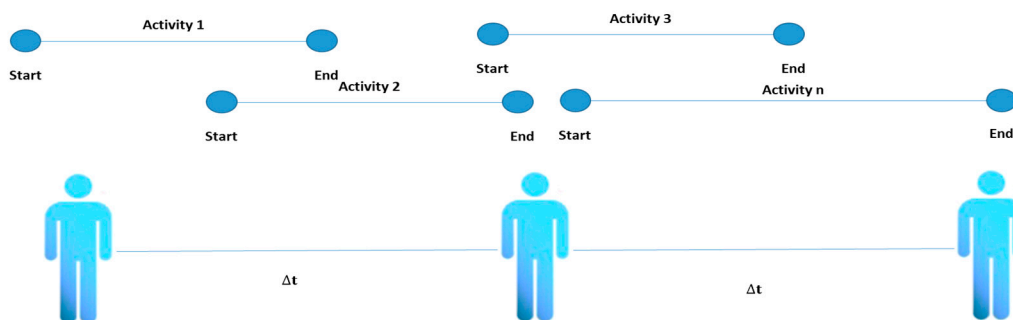 Activity 1
Activity 3
Start
End
Start
End
Activity 2
Activity n
Start
End
Start
End
Δt
Δt